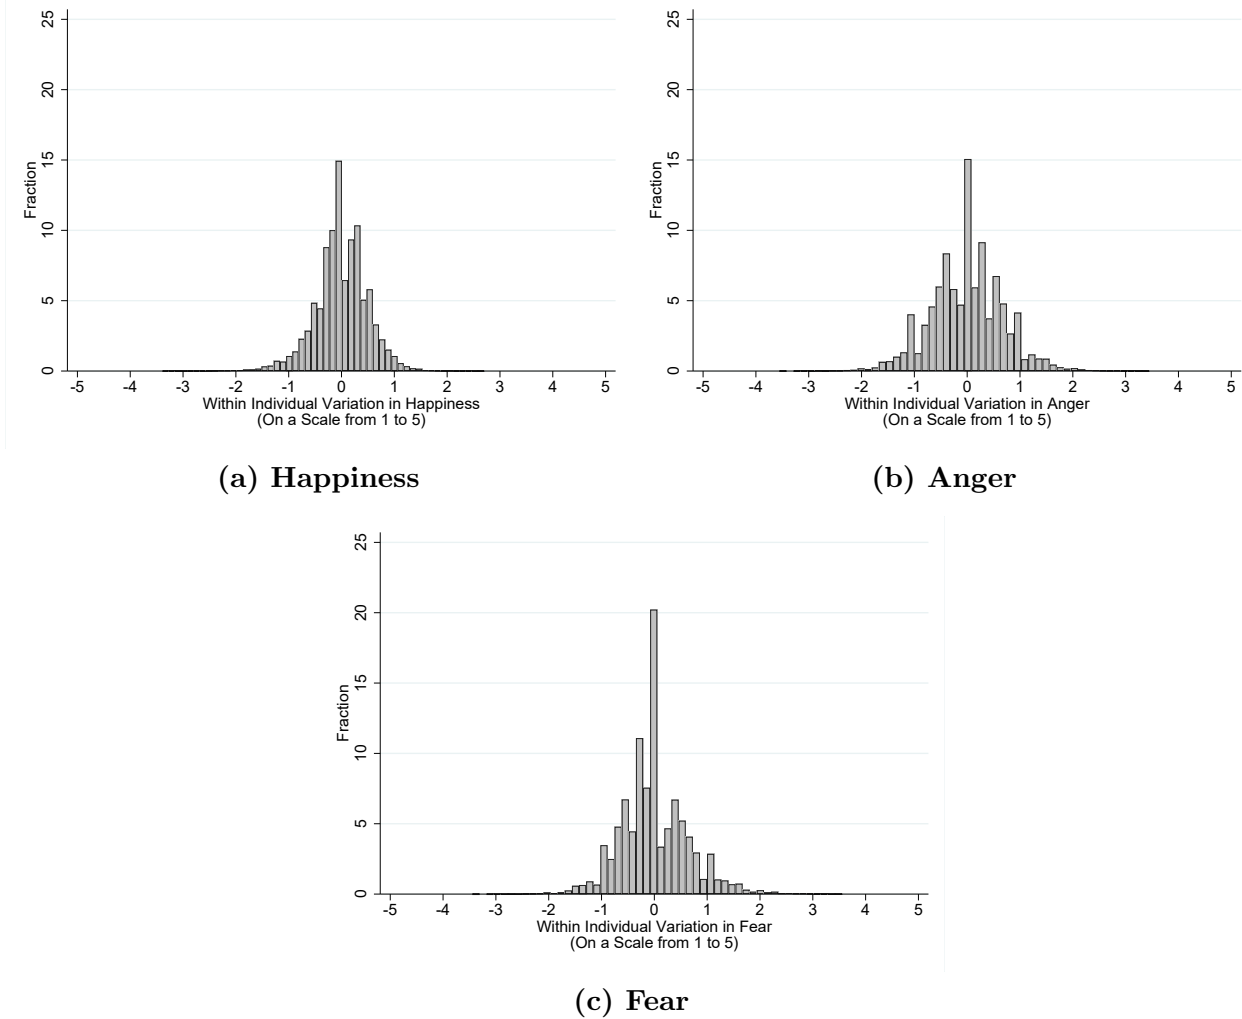 25
20
15
10
5
0
Fraction
-5 -4 -3 -2 -1 0 1 2 3 4 5
Within Individual Variation in Happiness
(On a Scale from 1 to 5)
(a) Happiness
25
20
15
10
5
0
Fraction
-5 -4 -3 -2 -1 0 1 2 3 4 5
Within Individual Variation in Anger
(On a Scale from 1 to 5)
(b) Anger
25
20
15
10
5
0
Fraction
-5 -4 -3 -2 -1 0 1 2 3 4 5
Within Individual Variation in Fear
(On a Scale from 1 to 5)
(c) Fear